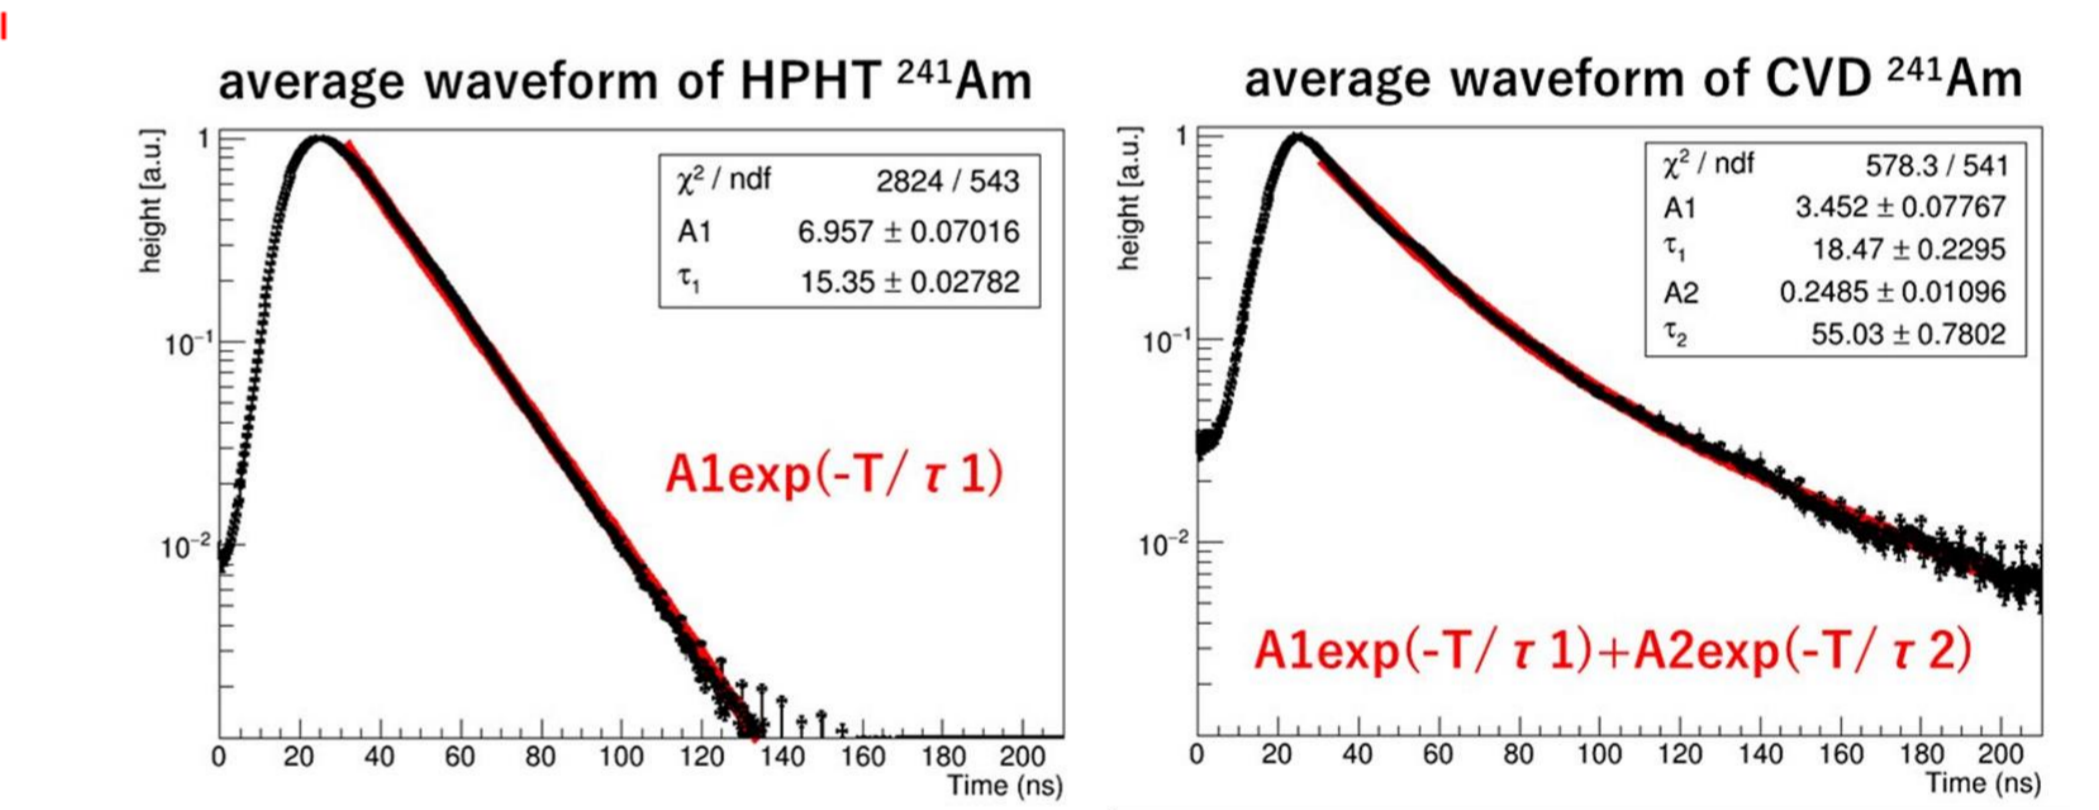 average waveform of HPHT ²⁴¹Am
height [a.u.]
1
10⁻¹
10⁻²
χ² / ndf 2824 / 543
A1 6.957 ± 0.07016
τ₁ 15.35 ± 0.02782
A1exp(-T/ τ 1)
0 20 40 60 80 100 120 140 160 180 200
Time (ns)
average waveform of CVD ²⁴¹Am
height [a.u.]
1
10⁻¹
10⁻²
χ² / ndf 578.3 / 541
A1 3.452 ± 0.07767
τ₁ 18.47 ± 0.2295
A2 0.2485 ± 0.01096
τ₂ 55.03 ± 0.7802
A1exp(-T/ τ 1)+A2exp(-T/ τ 2)
0 20 40 60 80 100 120 140 160 180 200
Time (ns)